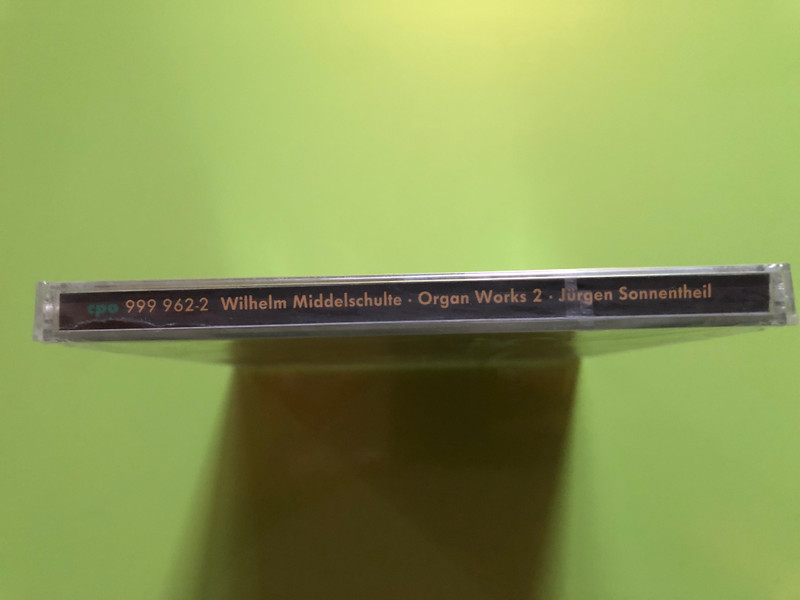 cpo 999 962-2 Wilhelm Middelschulte · Organ Works 2 · Jürgen Sonnentheil